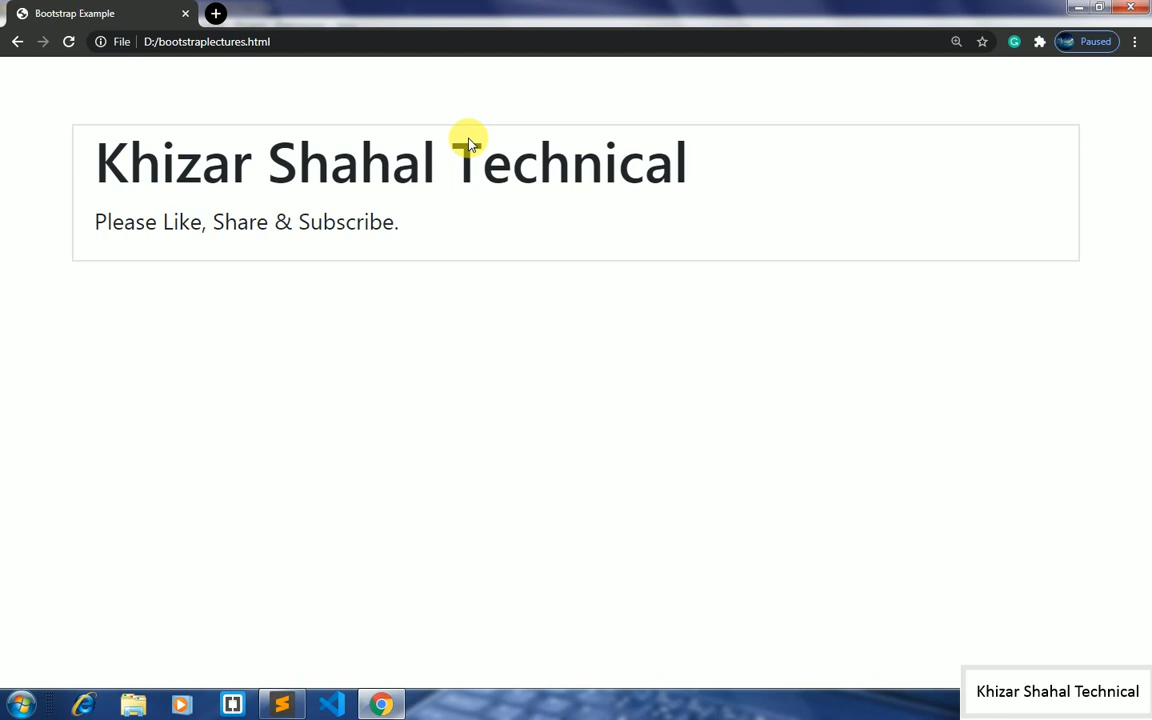 Bootstrap Example
File D:/bootstraplectures.html
Paused
Khizar Shahal Technical
Please Like, Share & Subscribe.
Khizar Shahal Technical